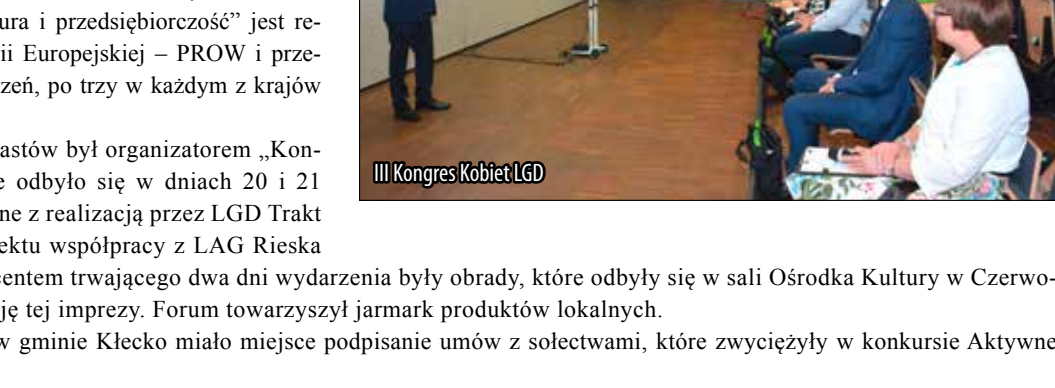 ura i przedsiębiorczość” jest re-
ii Europejskiej – PROW i prze-
zeń, po trzy w każdym z krajów
astów był organizatorem „Kon-
e odbyło się w dniach 20 i 21
ne z realizacją przez LGD Trakt
ektu współpracy z LAG Rieska
III Kongres Kobiet LGD
centem trwającego dwa dni wydarzenia były obrady, które odbyły się w sali Ośrodka Kultury w Czerwo-
ję tej imprezy. Forum towarzyszył jarmark produktów lokalnych.
w gminie Kłecko miało miejsce podpisanie umów z sołectwami, które zwyciężyły w konkursie Aktywne